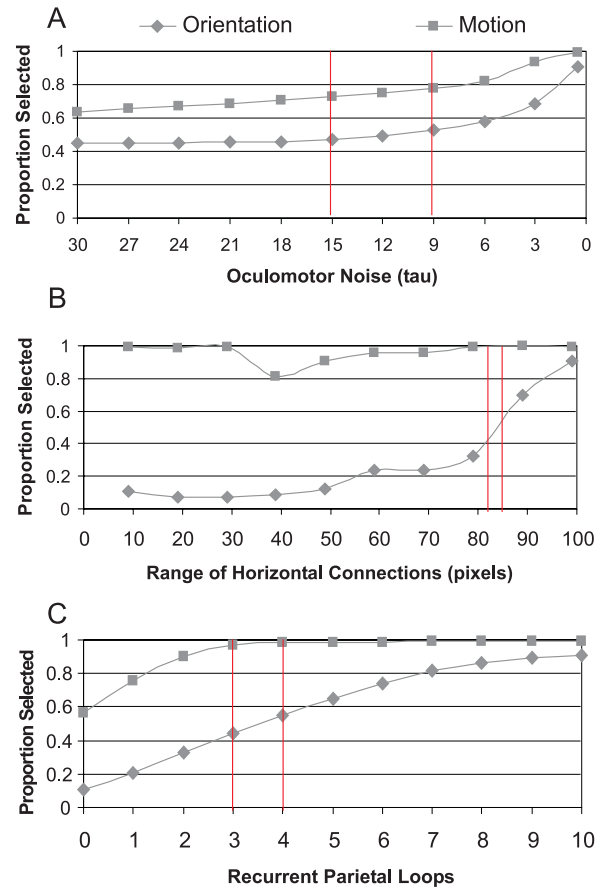 A
Orientation
Motion
Proportion Selected
1
0.8
0.6
0.4
0.2
0
30 27 24 21 18 15 12 9 6 3 0
Oculomotor Noise (tau)
B
Proportion Selected
1
0.8
0.6
0.4
0.2
0
0 10 20 30 40 50 60 70 80 90 100
Range of Horizontal Connections (pixels)
C
Proportion Selected
1
0.8
0.6
0.4
0.2
0
0 1 2 3 4 5 6 7 8 9 10
Recurrent Parietal Loops